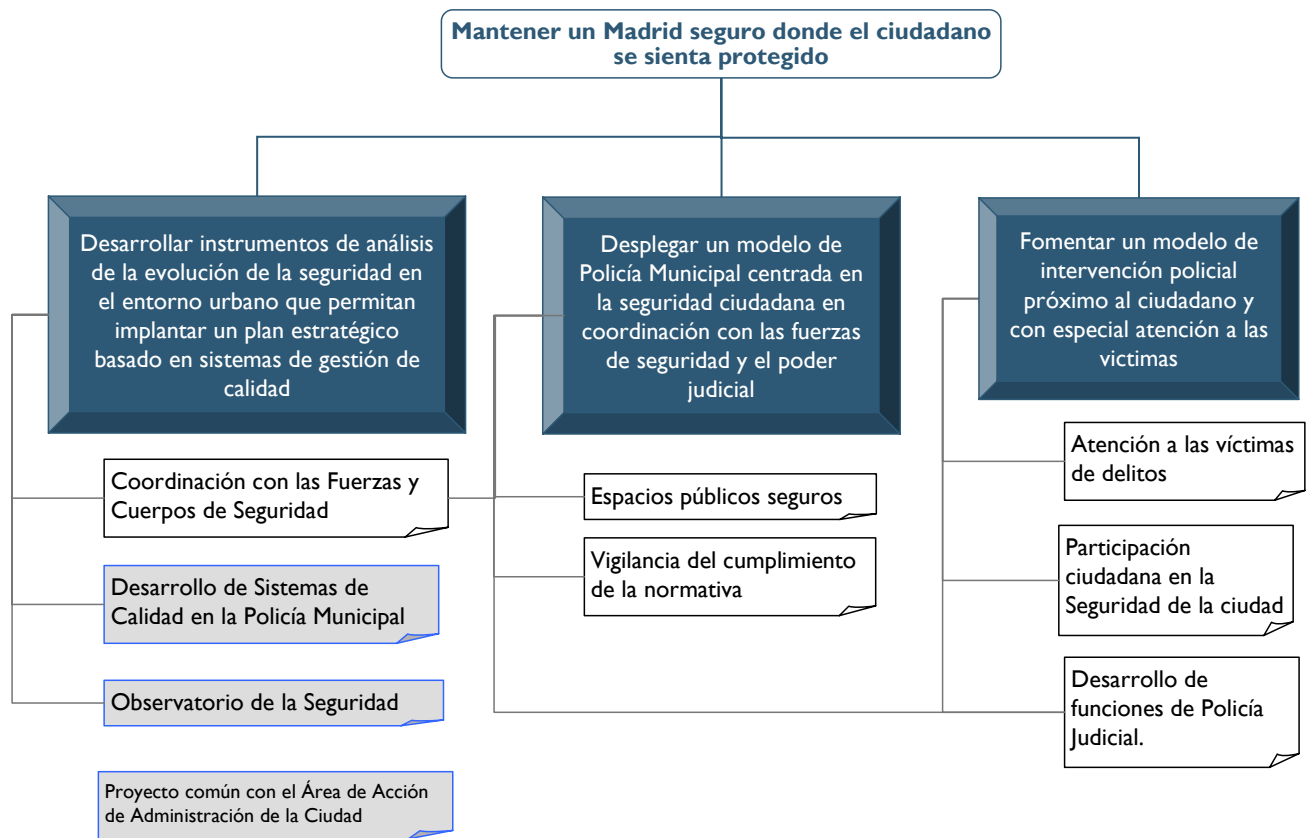 Mantener un Madrid seguro donde el ciudadano
se sienta protegido
Desarrollar instrumentos de análisis
de la evolución de la seguridad en
el entorno urbano que permitan
implantar un plan estratégico
basado en sistemas de gestión de
calidad
Coordinación con las Fuerzas y
Cuerpos de Seguridad
Desarrollo de Sistemas de
Calidad en la Policía Municipal
Observatorio de la Seguridad
Proyecto común con el Área de Acción
de Administración de la Ciudad
Desplegar un modelo de
Policía Municipal centrada en
la seguridad ciudadana en
coordinación con las fuerzas
de seguridad y el poder
judicial
Espacios públicos seguros
Vigilancia del cumplimiento
de la normativa
Fomentar un modelo de
intervención policial
próximo al ciudadano y
con especial atención a las
victimas
Atención a las víctimas
de delitos
Participación
ciudadana en la
Seguridad de la ciudad
Desarrollo de
funciones de Policía
Judicial.